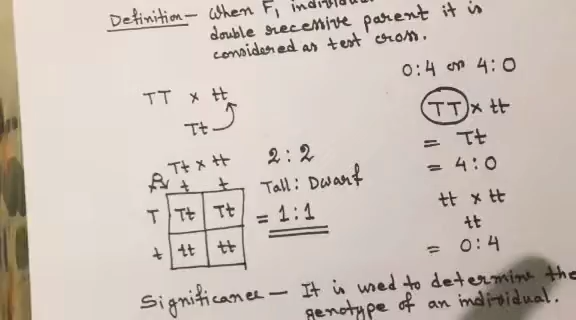 Definition — When F₁ individual
double recessive parent it is
considered as test cross.
0:4 or 4:0
TT x tt
Tt
TT x tt
= Tt
= 4:0
Tt x tt
t t
T Tt Tt
t tt tt
2:2
Tall: Dwarf
= 1:1
tt x tt
tt
= 0:4
Significance — It is used to determine the
genotype of an individual.